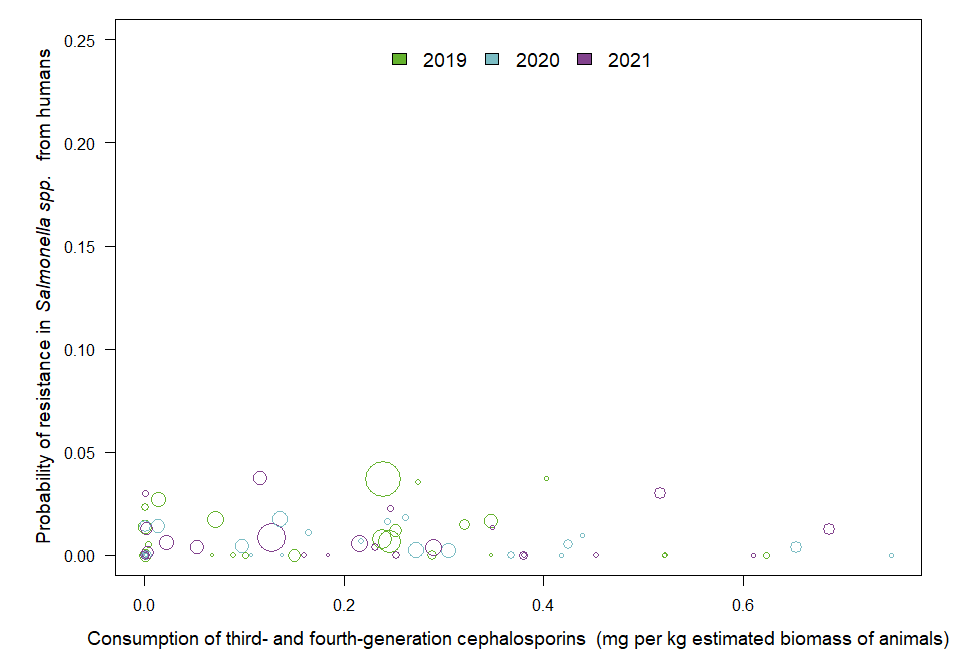 0.25
2019 2020 2021
0.20
0.15
0.10
0.05
0.00
Probability of resistance in Salmonella spp. from humans
0.0 0.2 0.4 0.6
Consumption of third- and fourth-generation cephalosporins (mg per kg estimated biomass of animals)